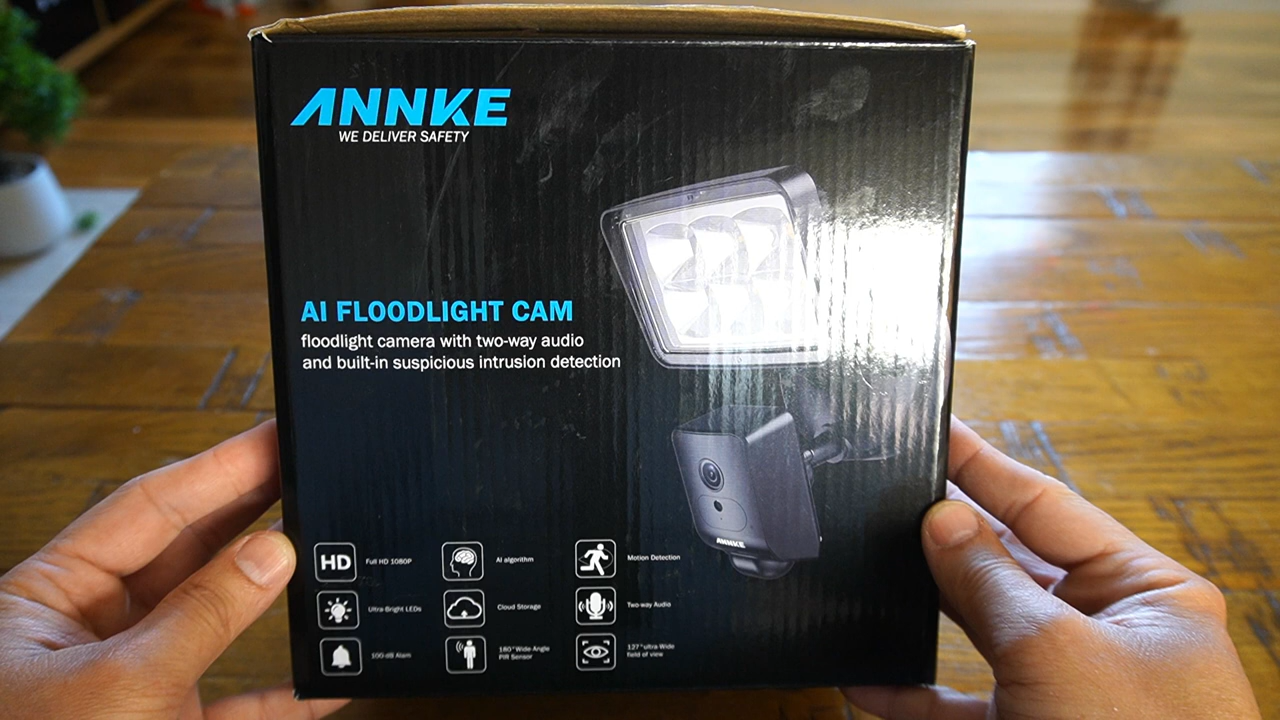 ANNKE
WE DELIVER SAFETY
AI FLOODLIGHT CAM
floodlight camera with two-way audio
and built-in suspicious intrusion detection
ANNKE
HD
Full HD 1080P
AI algorithm
Motion Detection
Ultra-Bright LEDs
Cloud Storage
Two-way Audio
100-dB Alarm
180° Wide Angle
PIR Sensor
127° ultra-Wide
field of view